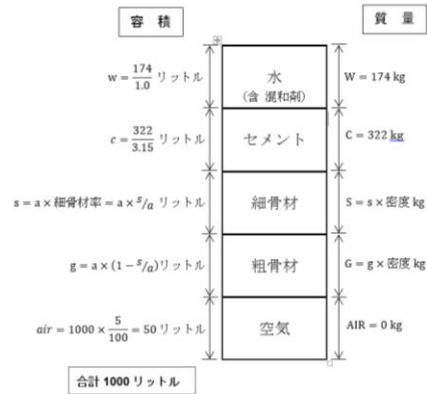 容 積
質 量
w = 174/1.0 リットル
水
(含 混和剤)
W = 174 kg
c = 322/3.15 リットル
セメント
C = 322 kg
s = a × 細骨材率 = a × s/a リットル
細骨材
S = s × 密度 kg
g = a × (1 − s/a)リットル
粗骨材
G = g × 密度 kg
air = 1000 × 5/100 = 50 リットル
空気
AIR = 0 kg
合計 1000 リットル